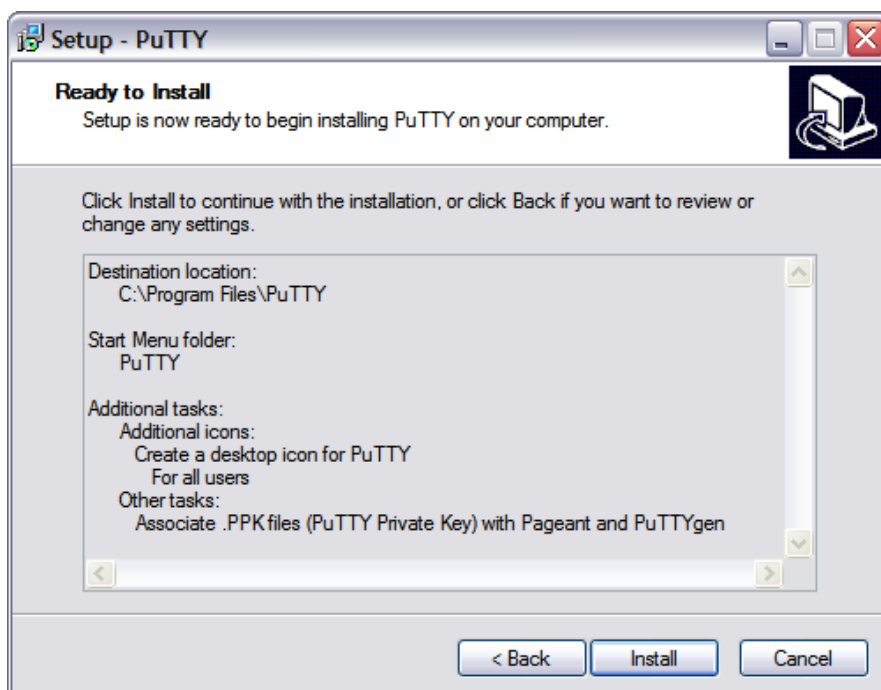 Setup - PuTTY
Ready to Install
Setup is now ready to begin installing PuTTY on your computer.
Click Install to continue with the installation, or click Back if you want to review or
change any settings.
Destination location:
C:\Program Files\PuTTY
Start Menu folder:
PuTTY
Additional tasks:
Additional icons:
Create a desktop icon for PuTTY
For all users
Other tasks:
Associate .PPK files (PuTTY Private Key) with Pageant and PuTTYgen
< Back
Install
Cancel